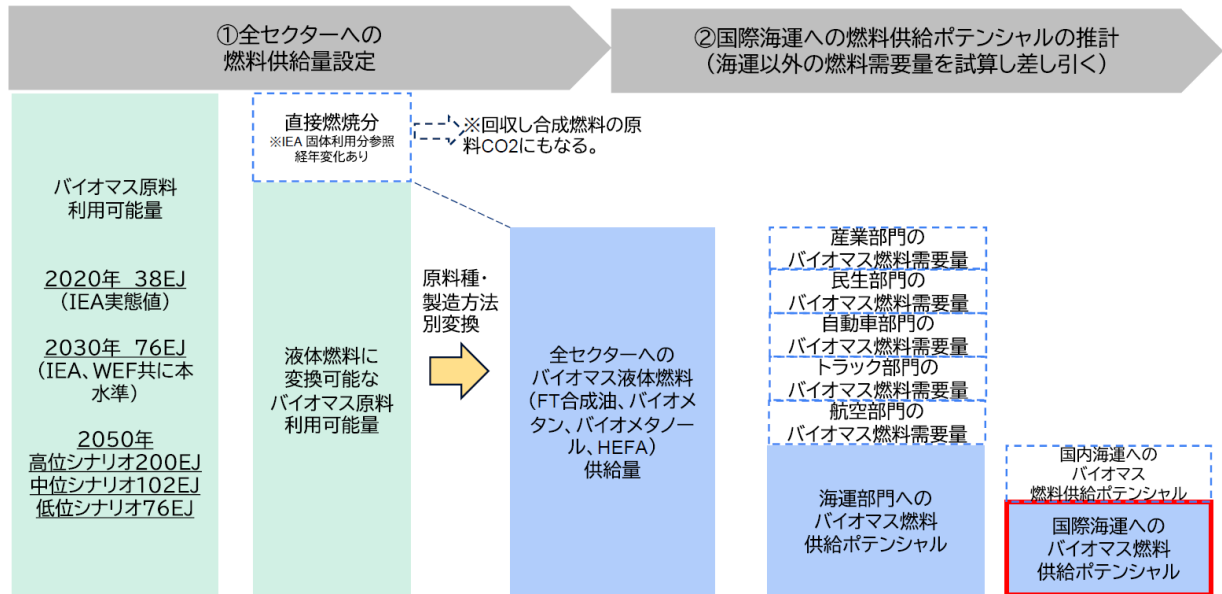 ①全セクターへの
燃料供給量設定
②国際海運への燃料供給ポテンシャルの推計
（海運以外の燃料需要量を試算し差し引く）
バイオマス原料
利用可能量
2020年 38EJ
（IEA実態値）
2030年 76EJ
（IEA、WEF共に本
水準）
2050年
高位シナリオ200EJ
中位シナリオ102EJ
低位シナリオ76EJ
直接燃焼分
※IEA 固体利用分参照
経年変化あり
※回収し合成燃料の原
料CO2にもなる。
液体燃料に
変換可能な
バイオマス原料
利用可能量
原料種・
製造方法
別変換
全セクターへの
バイオマス液体燃料
（FT合成油、バイオメ
タン、バイオメタノー
ル、HEFA）
供給量
産業部門の
バイオマス燃料需要量
民生部門の
バイオマス燃料需要量
自動車部門の
バイオマス燃料需要量
トラック部門の
バイオマス燃料需要量
航空部門の
バイオマス燃料需要量
海運部門への
バイオマス燃料
供給ポテンシャル
国内海運への
バイオマス
燃料供給ポテンシャル
国際海運への
バイオマス燃料
供給ポテンシャル